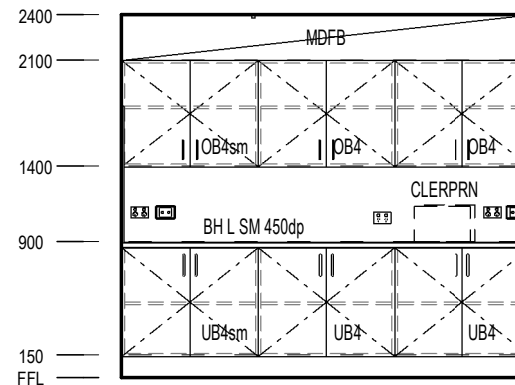 2400
MDFB
2100
OB4sm OB4 OB4
1400
CLERPRN
BH L SM 450dp
900
UB4sm UB4 UB4
150
FFL